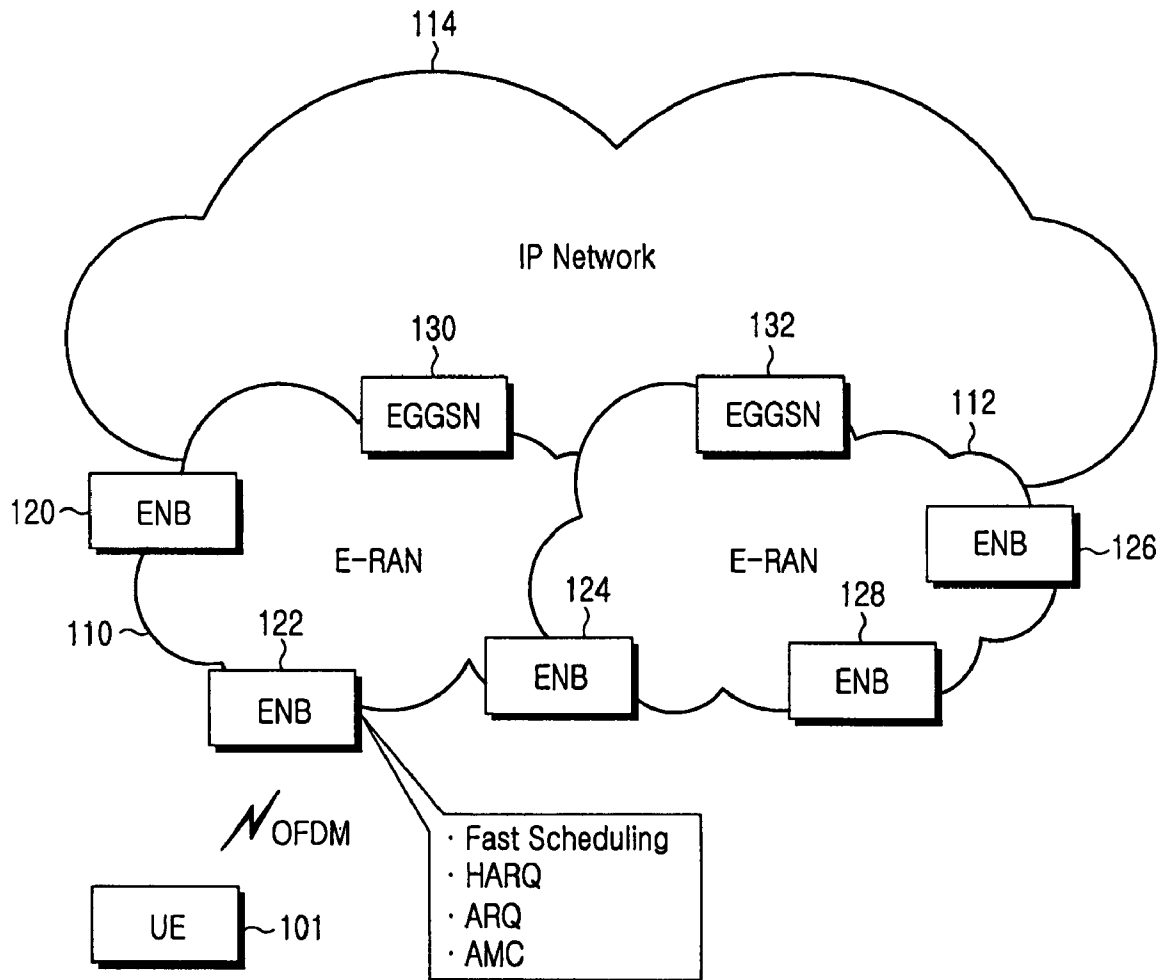 114
IP Network
130
132
EGGSN
EGGSN
112
120
ENB
ENB
126
E-RAN
E-RAN
124
128
110
122
ENB
ENB
ENB
OFDM
· Fast Scheduling
· HARQ
· ARQ
· AMC
UE
101